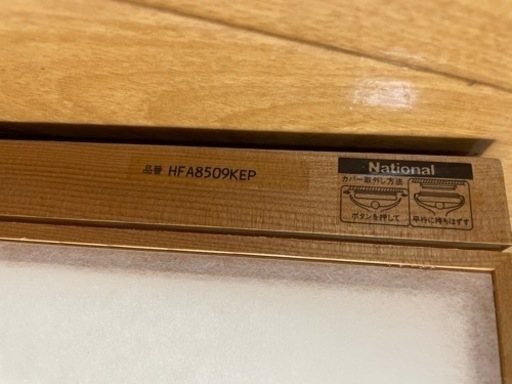 品番 HFA8509KEP
National
カバー取外し方法
ボタンを押して
平行に持ちはずす